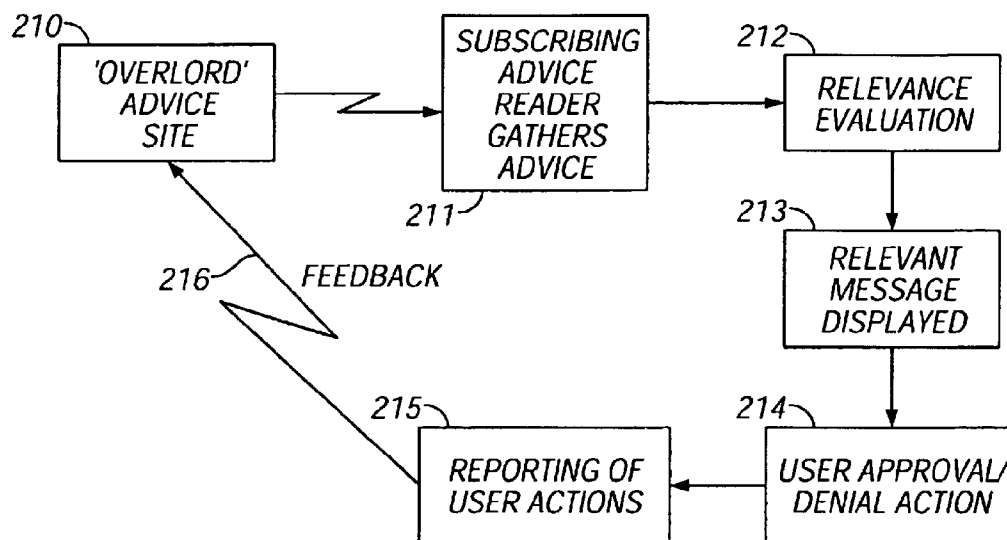 210
'OVERLORD'
ADVICE
SITE
SUBSCRIBING
ADVICE
READER
GATHERS
ADVICE
211
212
RELEVANCE
EVALUATION
213
RELEVANT
MESSAGE
DISPLAYED
214
USER APPROVAL/
DENIAL ACTION
215
REPORTING OF
USER ACTIONS
216
FEEDBACK